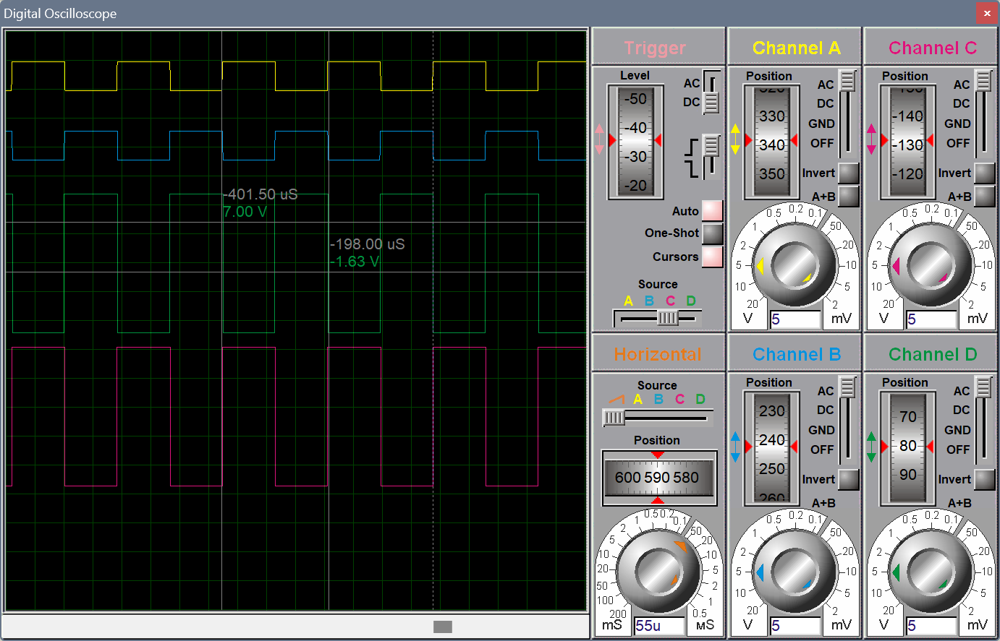 Digital Oscilloscope
-401.50 uS
7.00 V
-198.00 uS
-1.63 V
Trigger
Level
AC
DC
-50
-40
-30
-20
Auto
One-Shot
Cursors
Source
A B C D
Channel A
Position
AC
DC
GND
OFF
330
340
350
Invert
A+B
0.5 0.2 0.1
1 50
2 20
5 10
10 5
20 2
V 5 mV
Channel C
Position
AC
DC
GND
OFF
-140
-130
-120
Invert
A+B
0.5 0.2 0.1
1 50
2 20
5 10
10 5
20 2
V 5 mV
Horizontal
Source
A B C D
Position
600 590 580
0.5 0.2 0.1
1 50
2 20
5 10
10 5
20 2
50 1
100 0.5
200
mS 55u мS
Channel B
Position
AC
DC
GND
OFF
230
240
250
260
Invert
A+B
0.5 0.2 0.1
1 50
2 20
5 10
10 5
20 2
V 5 mV
Channel D
Position
AC
DC
GND
OFF
70
80
90
Invert
A+B
0.5 0.2 0.1
1 50
2 20
5 10
10 5
20 2
V 5 mV